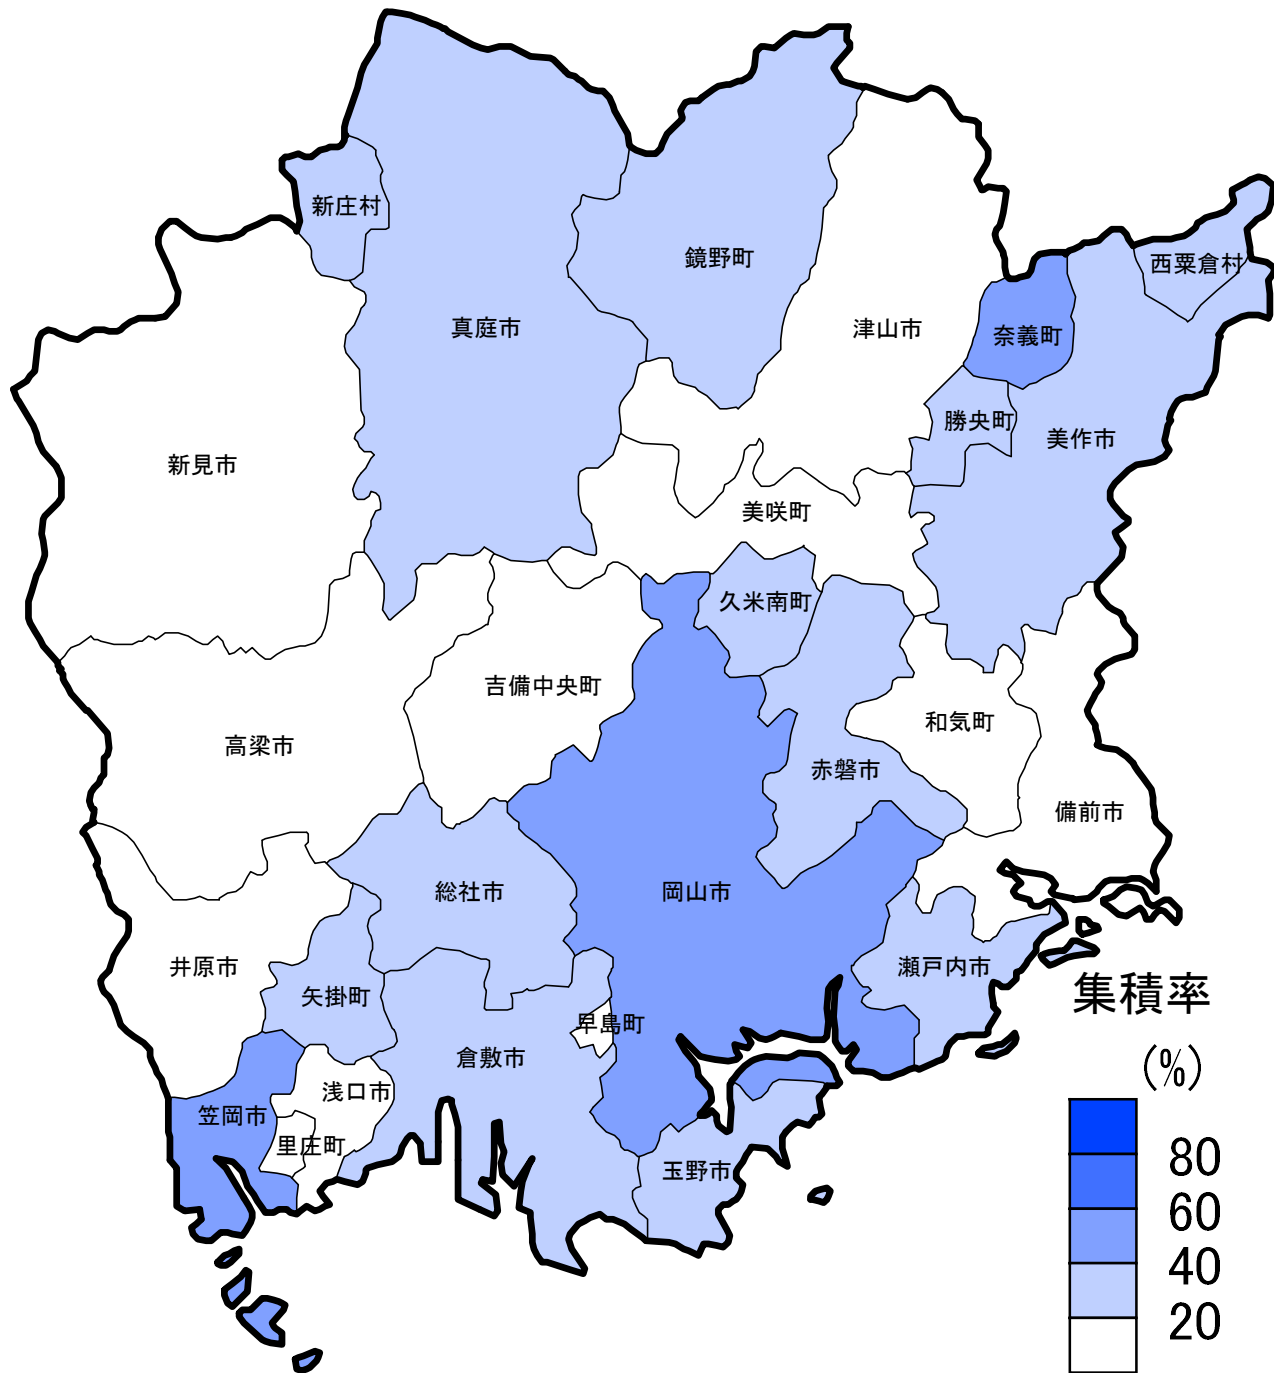 新庄村
鏡野町
西粟倉村
真庭市
津山市
奈義町
勝央町
美作市
新見市
美咲町
久米南町
吉備中央町
和気町
高梁市
赤磐市
備前市
総社市
岡山市
井原市
瀬戸内市
矢掛町
集積率
早島町
倉敷市
(%)
浅口市
笠岡市
里庄町
80
玉野市
60
40
20